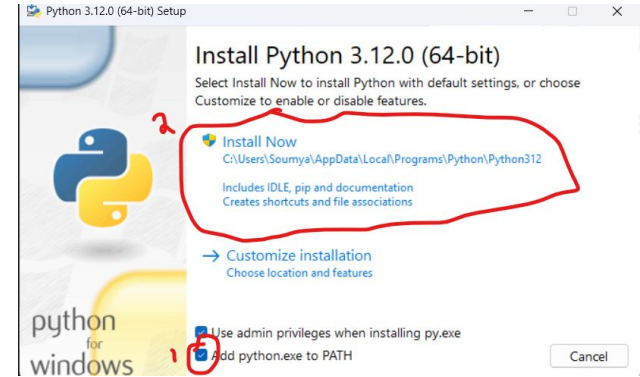 Python 3.12.0 (64-bit) Setup
Install Python 3.12.0 (64-bit)
Select Install Now to install Python with default settings, or choose
Customize to enable or disable features.
2
Install Now
C:\Users\Soumya\AppData\Local\Programs\Python\Python312
Includes IDLE, pip and documentation
Creates shortcuts and file associations
→ Customize installation
Choose location and features
python
for
windows
Use admin privileges when installing py.exe
1
Add python.exe to PATH
Cancel